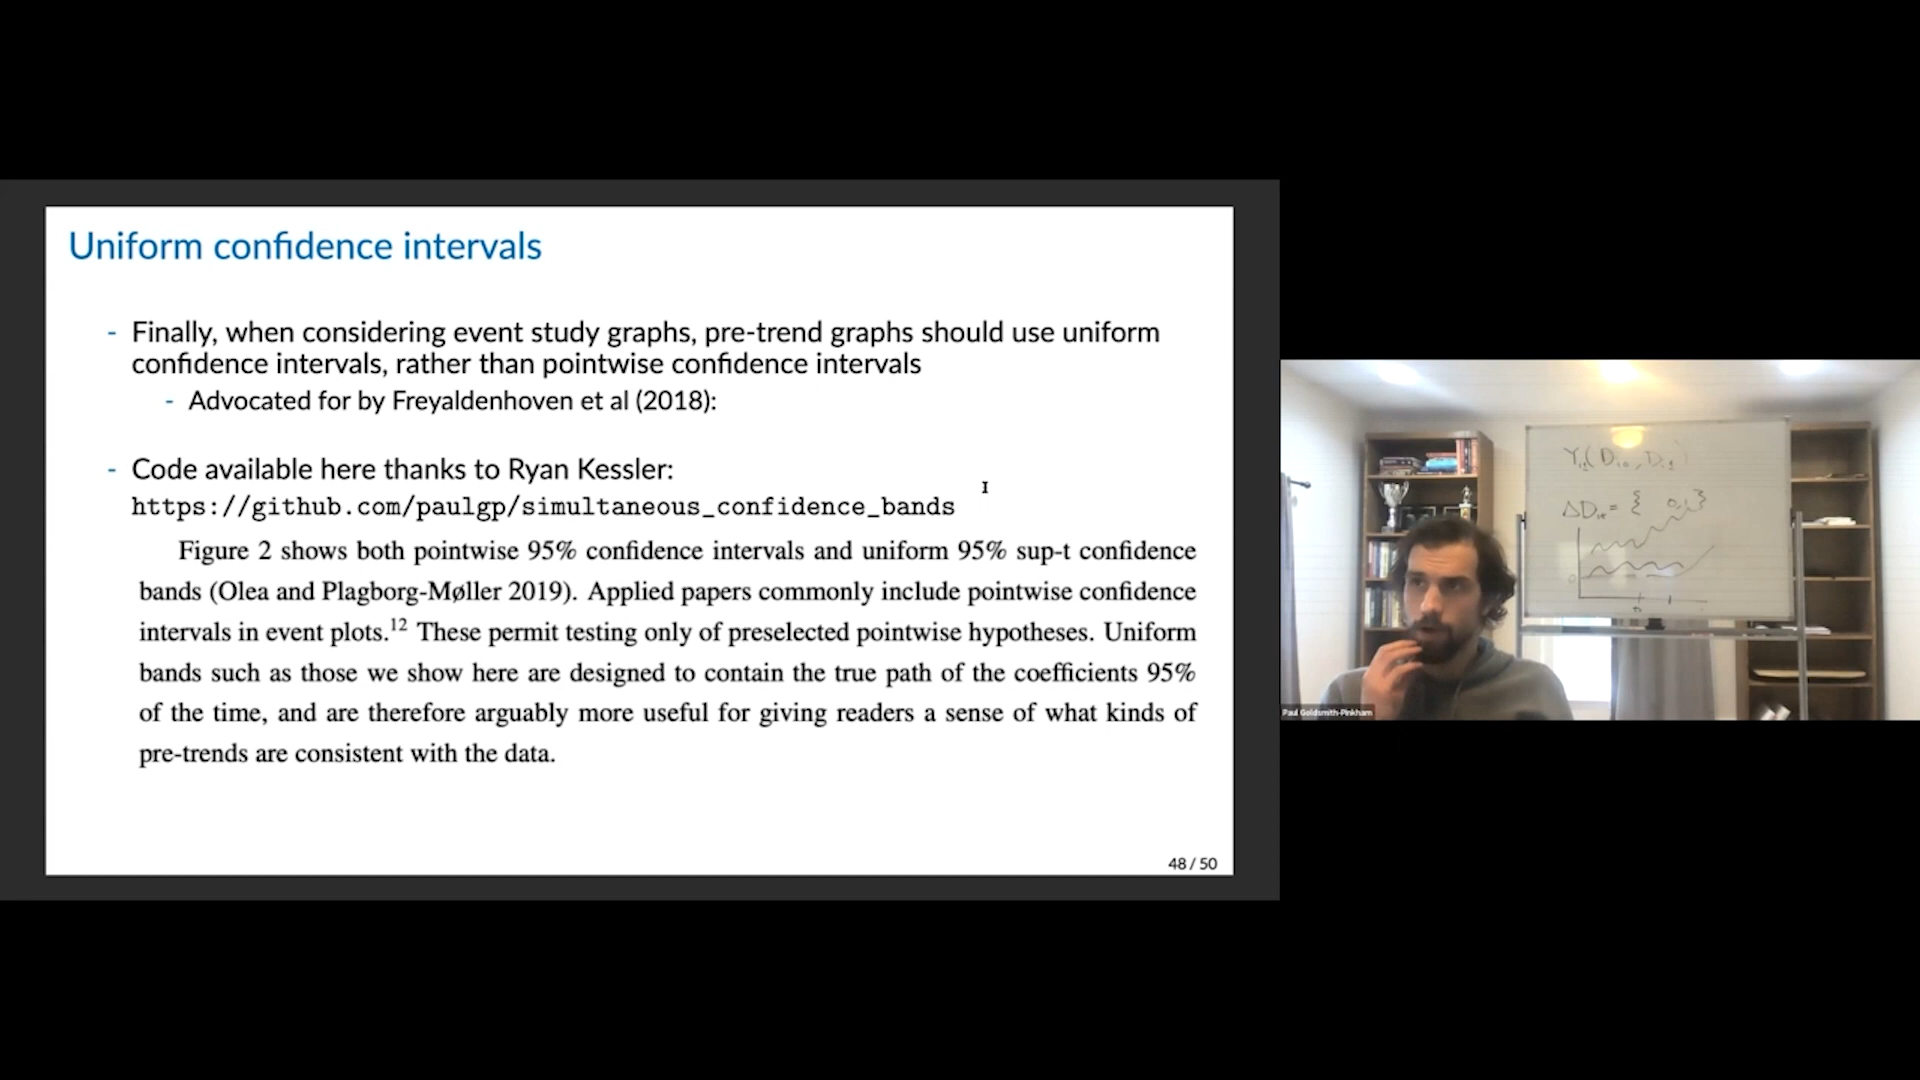 Uniform confidence intervals
- Finally, when considering event study graphs, pre-trend graphs should use uniform
confidence intervals, rather than pointwise confidence intervals
- Advocated for by Freyaldenhoven et al (2018):
- Code available here thanks to Ryan Kessler:
https://github.com/paulgp/simultaneous_confidence_bands
Figure 2 shows both pointwise 95% confidence intervals and uniform 95% sup-t confidence
bands (Olea and Plagborg-Møller 2019). Applied papers commonly include pointwise confidence
intervals in event plots.12 These permit testing only of preselected pointwise hypotheses. Uniform
bands such as those we show here are designed to contain the true path of the coefficients 95%
of the time, and are therefore arguably more useful for giving readers a sense of what kinds of
pre-trends are consistent with the data.
48 / 50
Paul Goldsmith-Pinkham